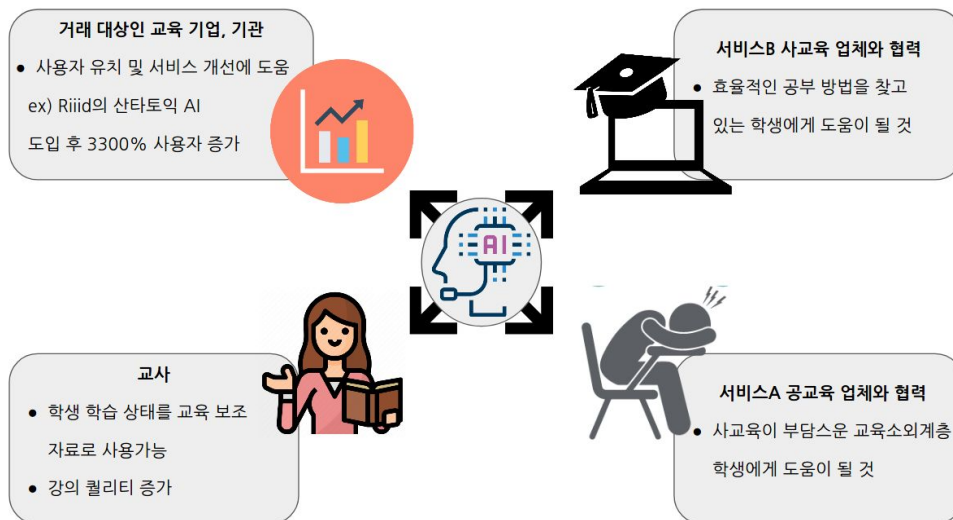 거래 대상인 교육 기업, 기관
● 사용자 유치 및 서비스 개선에 도움
ex) Riiid의 산타토익 AI
도입 후 3300% 사용자 증가
서비스B 사교육 업체와 협력
● 효율적인 공부 방법을 찾고
있는 학생에게 도움이 될 것
AI
교사
● 학생 학습 상태를 교육 보조
자료로 사용가능
● 강의 퀄리티 증가
서비스A 공교육 업체와 협력
● 사교육이 부담스운 교육소외계층
학생에게 도움이 될 것